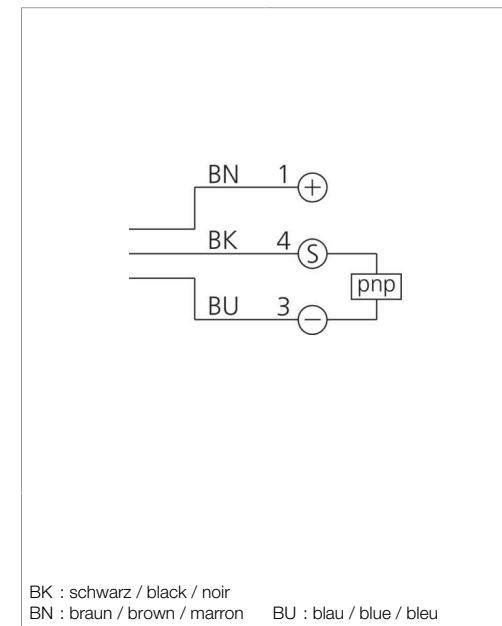 BN 1 +
BK 4 S
pnp
BU 3 −
BK : schwarz / black / noir
BN : braun / brown / marron BU : blau / blue / bleu